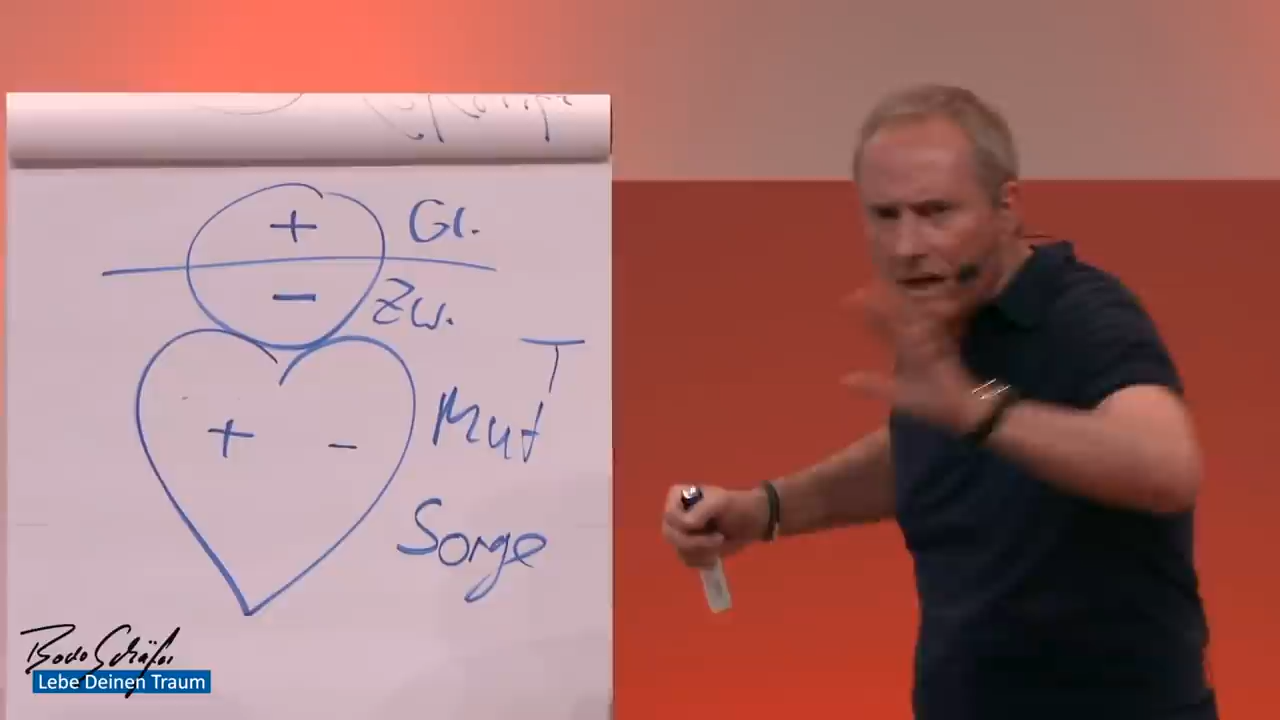 + Gl.
- Zw.
T
Mut
+ -
Sorge
Bodo Schäfer
Lebe Deinen Traum